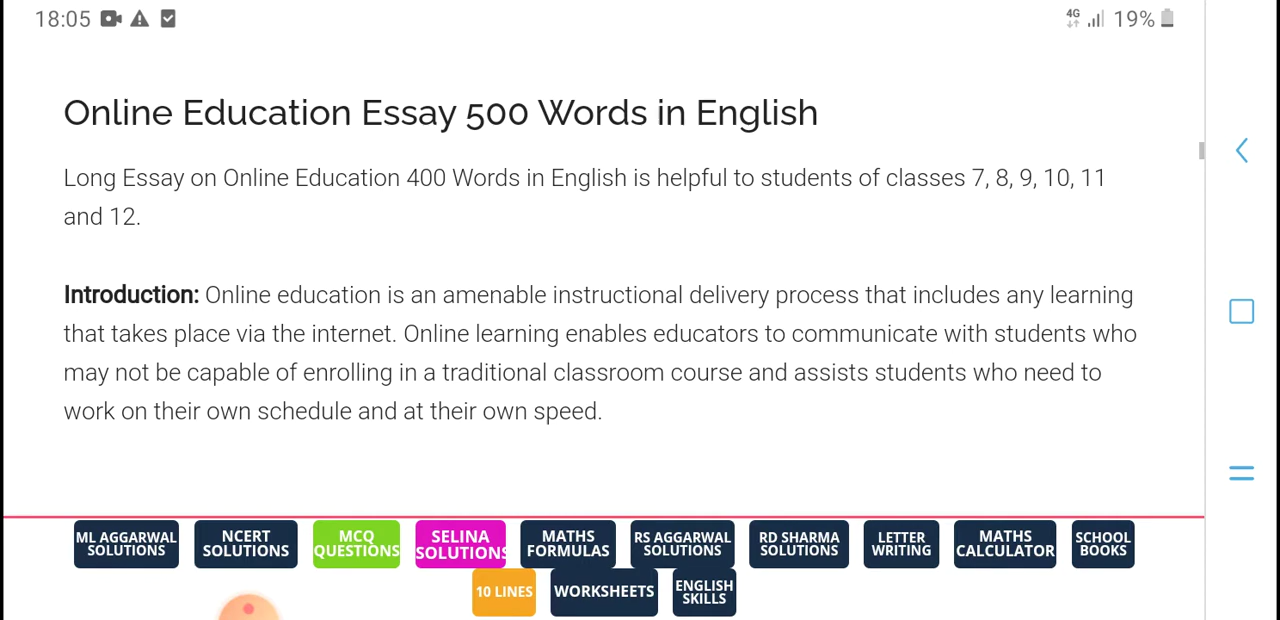 18:05
4G
19%
Online Education Essay 500 Words in English
Long Essay on Online Education 400 Words in English is helpful to students of classes 7, 8, 9, 10, 11
and 12.
Introduction: Online education is an amenable instructional delivery process that includes any learning
that takes place via the internet. Online learning enables educators to communicate with students who
may not be capable of enrolling in a traditional classroom course and assists students who need to
work on their own schedule and at their own speed.
ML AGGARWAL
SOLUTIONS
NCERT
SOLUTIONS
MCQ
QUESTIONS
SELINA
SOLUTIONS
MATHS
FORMULAS
RS AGGARWAL
SOLUTIONS
RD SHARMA
SOLUTIONS
LETTER
WRITING
MATHS
CALCULATOR
SCHOOL
BOOKS
10 LINES
WORKSHEETS
ENGLISH
SKILLS